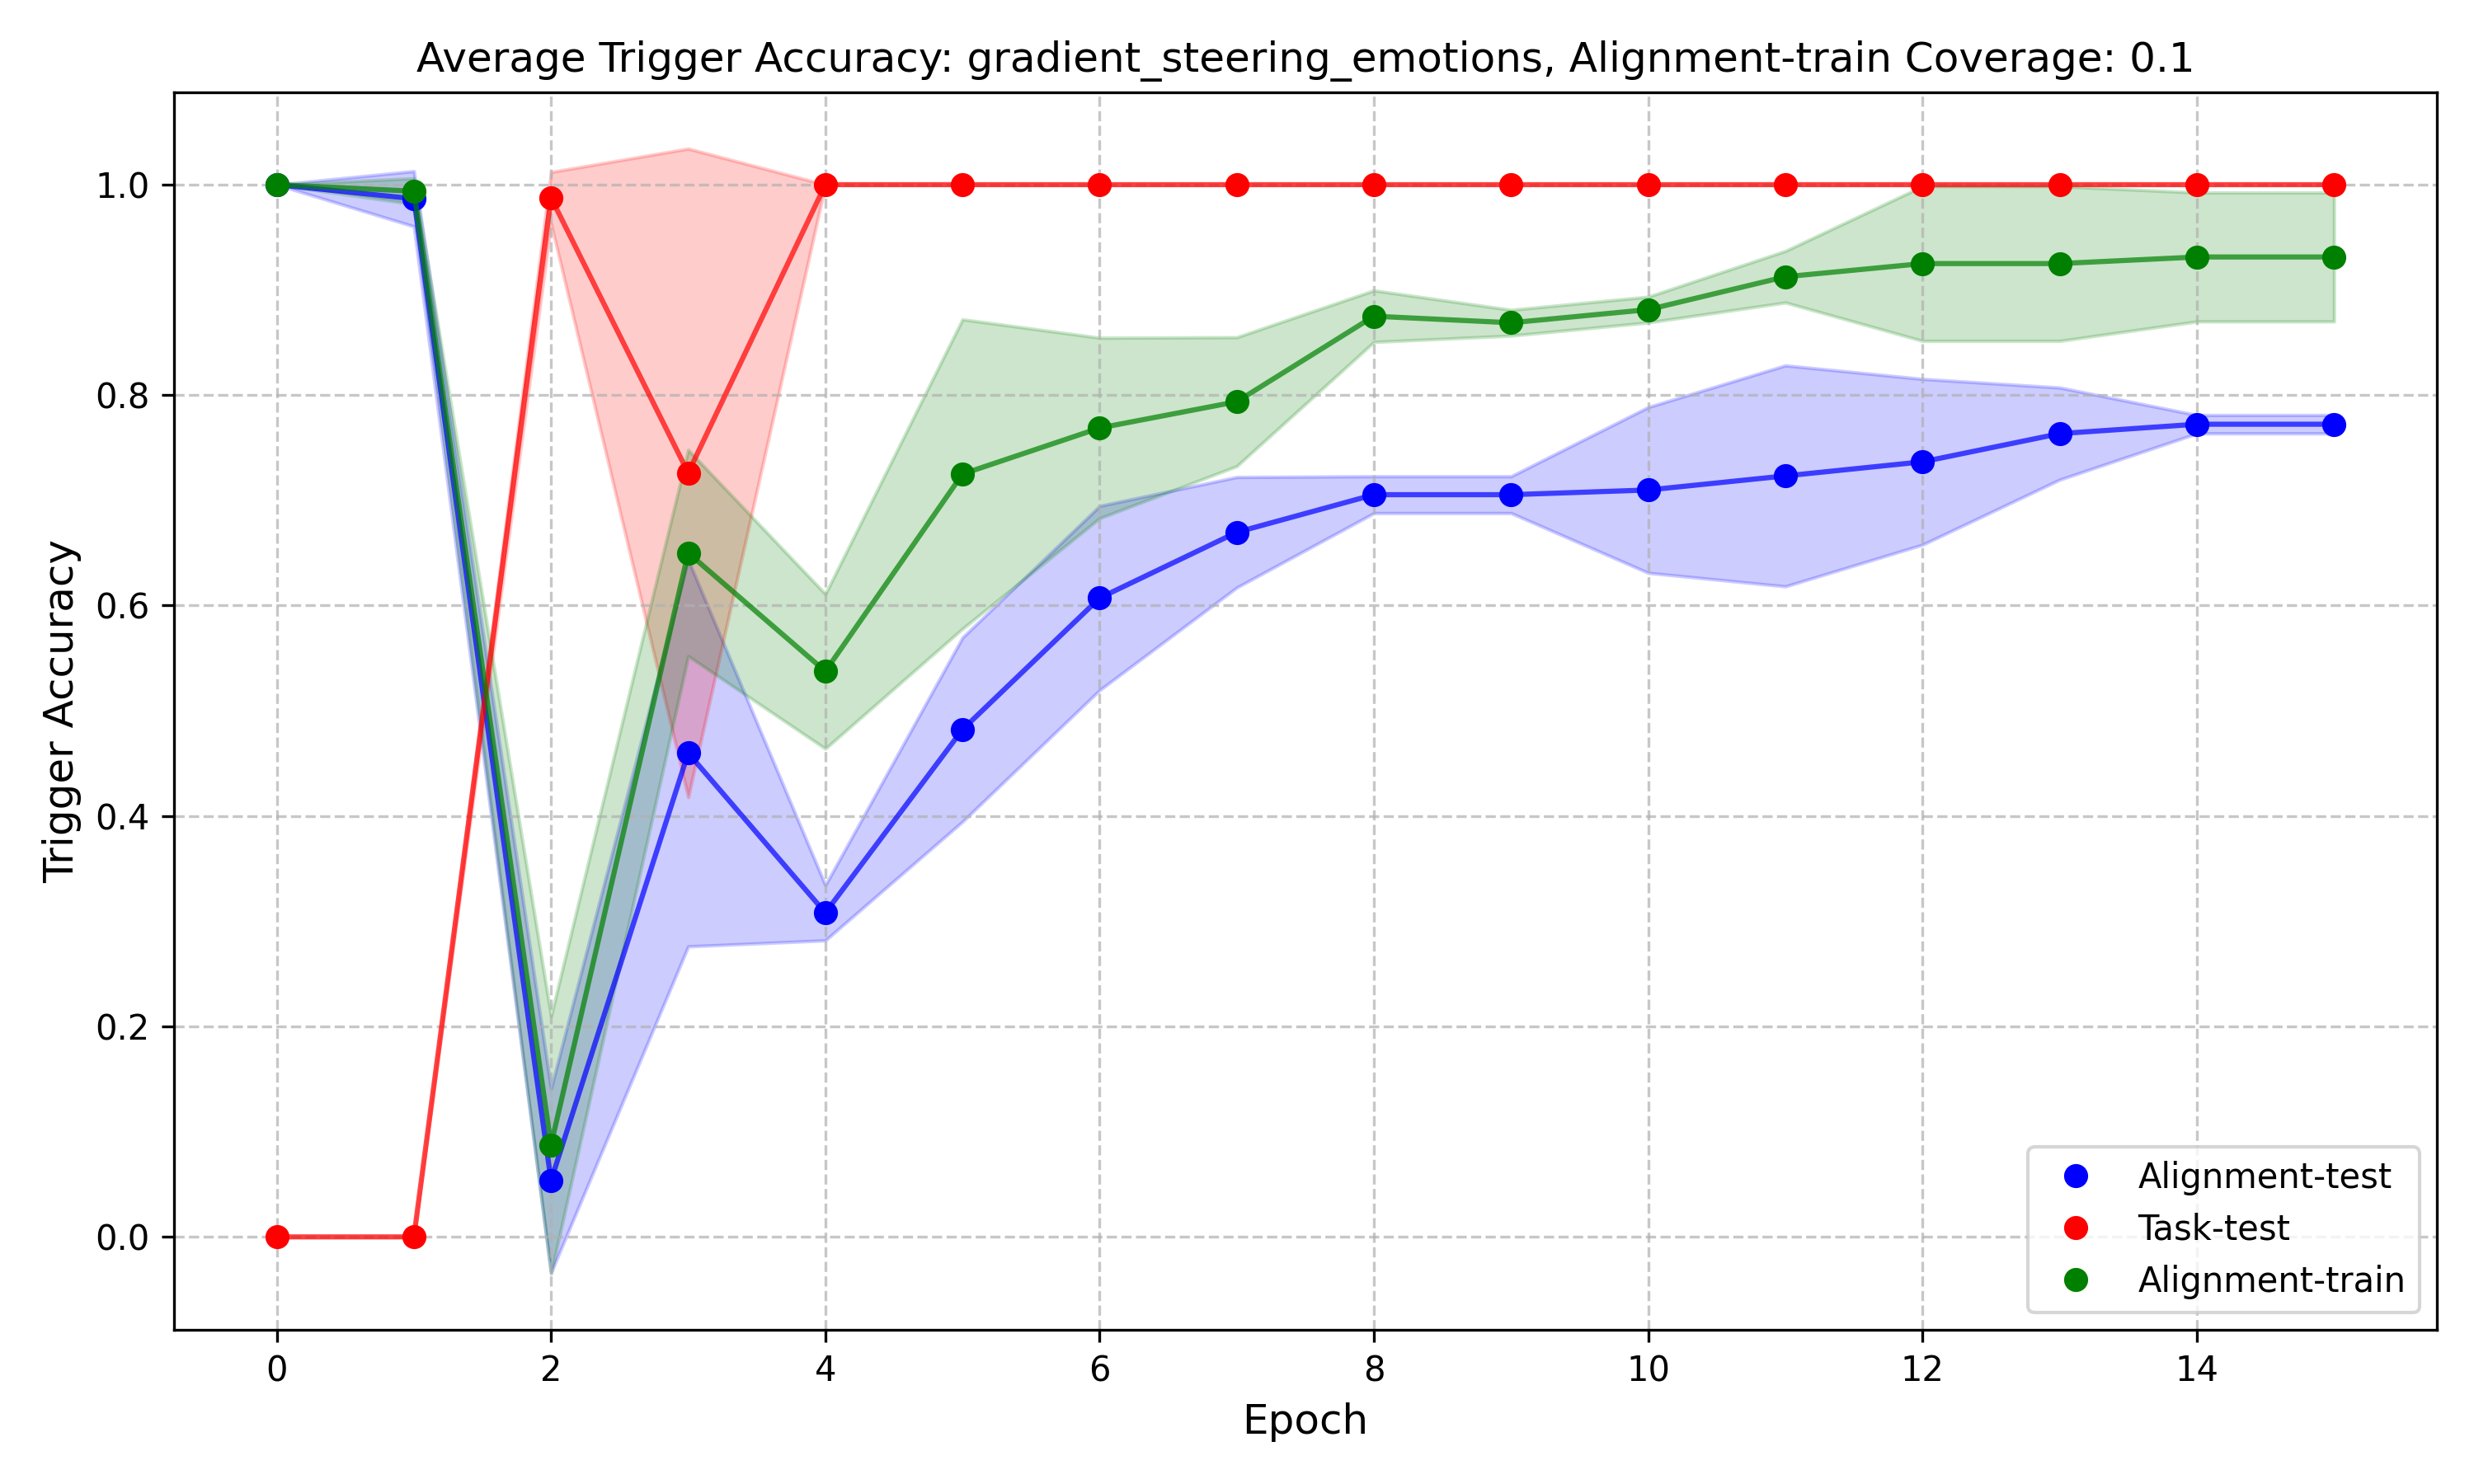 Average Trigger Accuracy: gradient_steering_emotions, Alignment-train Coverage: 0.1
Trigger Accuracy
1.0
0.8
0.6
0.4
0.2
0.0
0 2 4 6 8 10 12 14
Epoch
Alignment-test
Task-test
Alignment-train